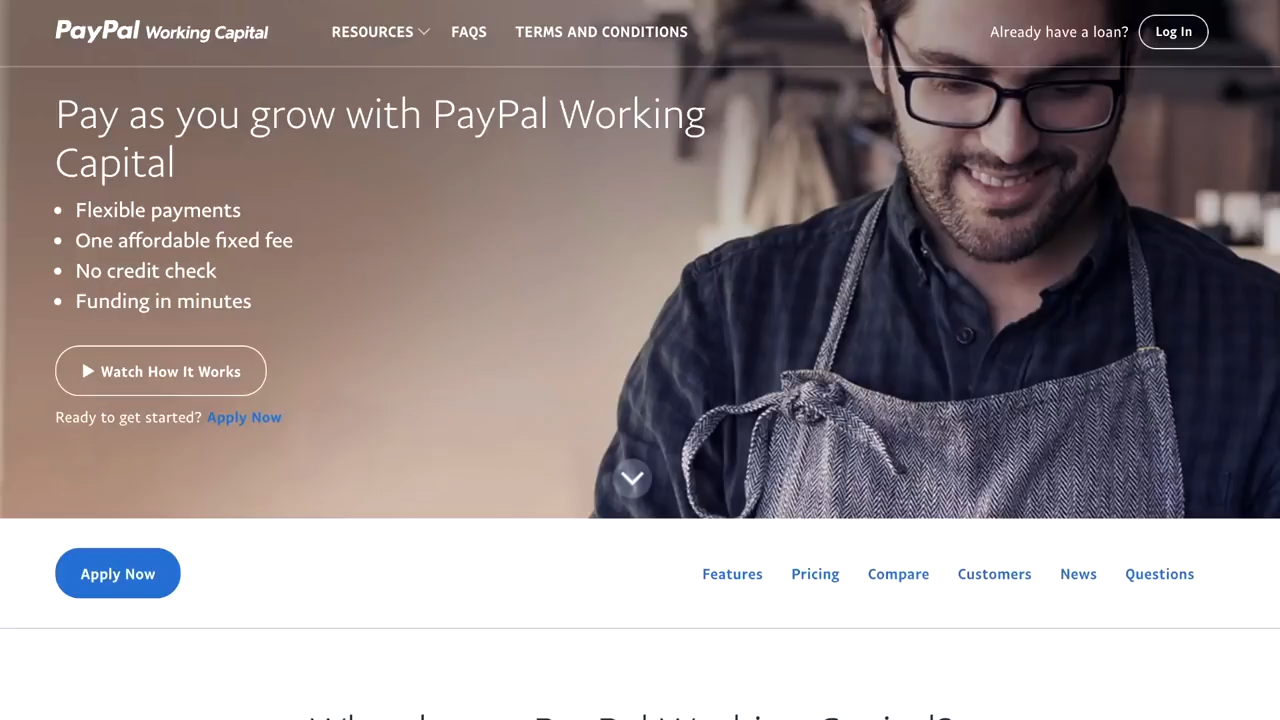 PayPal Working Capital
RESOURCES
FAQS
TERMS AND CONDITIONS
Already have a loan?
Log In
Pay as you grow with PayPal Working
Capital
• Flexible payments
• One affordable fixed fee
• No credit check
• Funding in minutes
Watch How It Works
Ready to get started? Apply Now
Apply Now
Features
Pricing
Compare
Customers
News
Questions